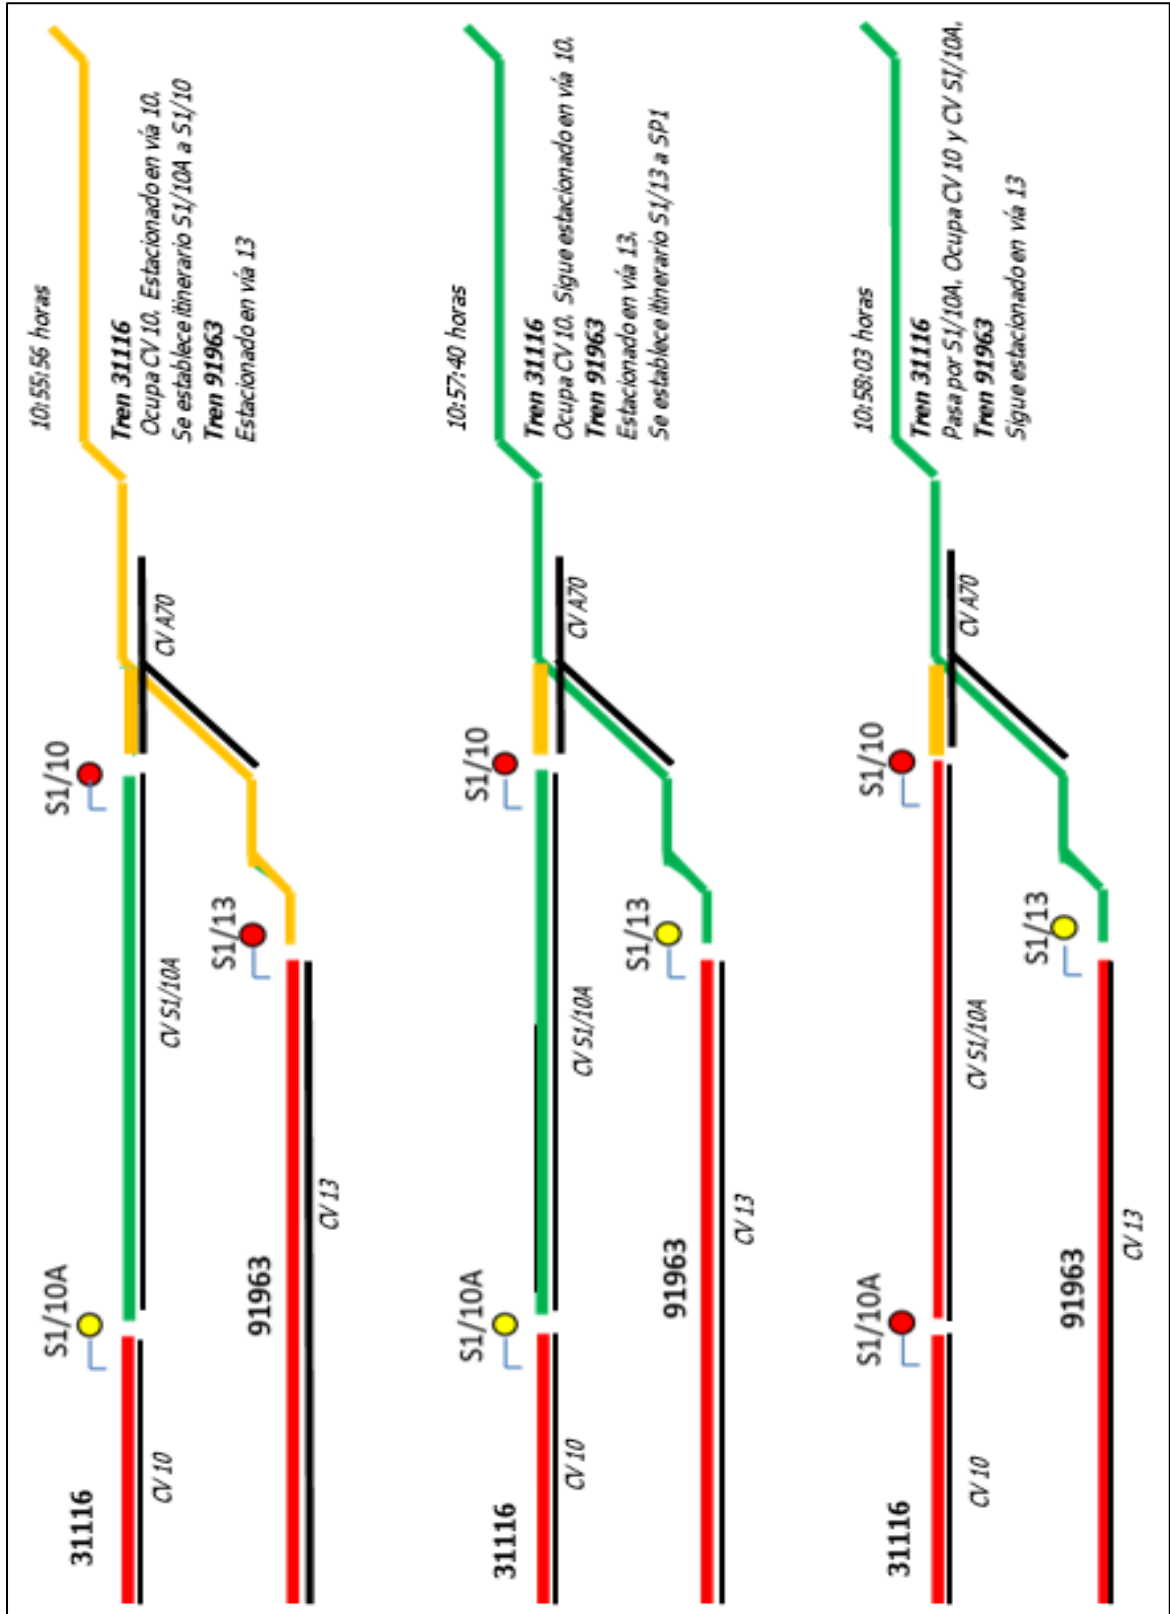 10:55:56 horas
Tren 31116
Ocupa CV 10. Estacionado en vía 10.
Se establece itinerario S1/10A a S1/10
Tren 91963
Estacionado en vía 13
S1/10A
S1/10
S1/13
31116
CV 10
CV S1/10A
CV A70
91963
CV 13
10:57:40 horas
Tren 31116
Ocupa CV 10. Sigue estacionado en vía 10.
Tren 91963
Estacionado en vía 13.
Se establece itinerario S1/13 a SP1
S1/10A
S1/10
S1/13
31116
CV 10
CV S1/10A
CV A70
91963
CV 13
10:58:03 horas
Tren 31116
Pasa por S1/10A. Ocupa CV 10 y CV SI/10A.
Tren 91963
Sigue estacionado en vía 13
S1/10A
S1/10
S1/13
31116
CV 10
CV S1/10A
CV A70
91963
CV 13